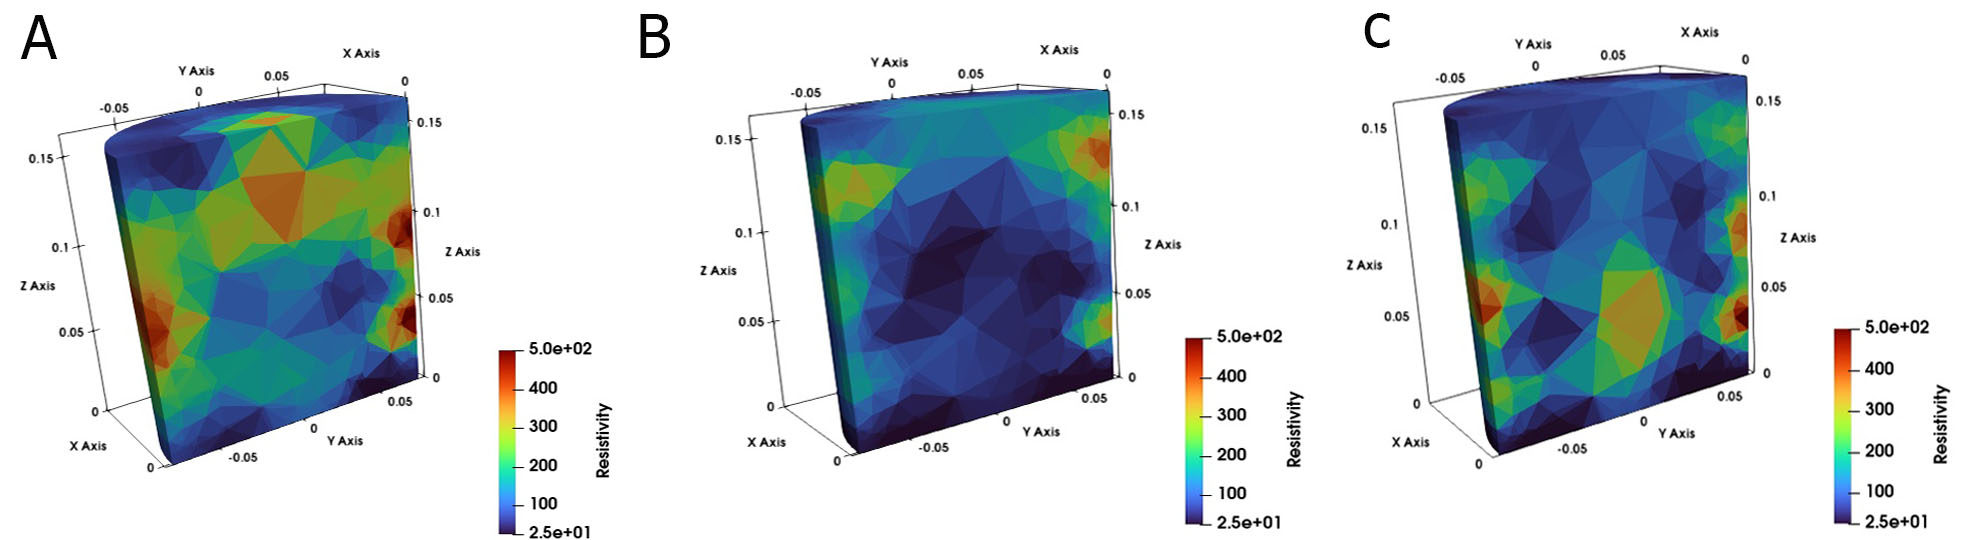 A
X Axis
Y Axis
0.05
0
0
-0.05
0.15
0.15
0.1
0.1
Z Axis
Z Axis
0.05
0.05
0
0
0.05
X Axis
0
Y Axis
0
-0.05
5.0e+02
400
300
200
100
2.5e+01
Resistivity
B
X Axis
Y Axis
0.05
0
0
-0.05
0.15
0.15
0.1
0.1
Z Axis
Z Axis
0.05
0.05
0
0
0.05
X Axis
0
Y Axis
0
-0.05
5.0e+02
400
300
200
100
2.5e+01
Resistivity
C
X Axis
Y Axis
0.05
0
0
-0.05
0.15
0.15
0.1
0.1
Z Axis
Z Axis
0.05
0.05
0
0
0.05
X Axis
0
Y Axis
0
-0.05
5.0e+02
400
300
200
100
2.5e+01
Resistivity